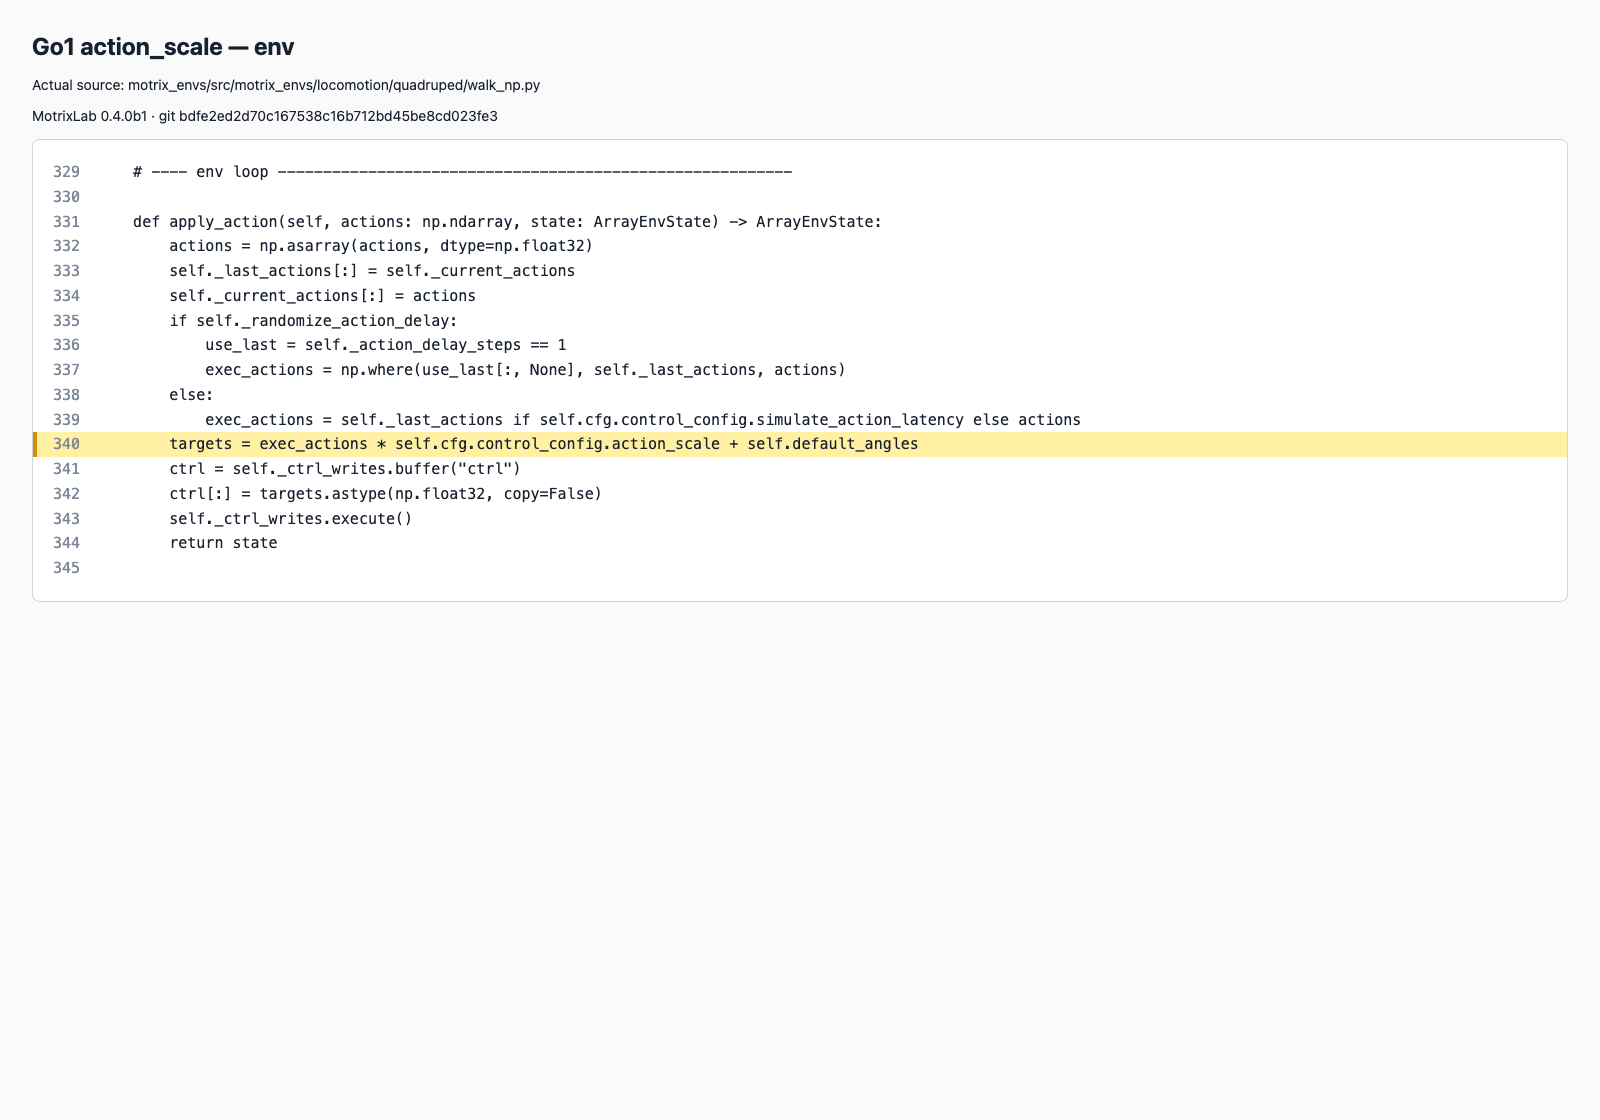 Go1 action_scale — env
Actual source: motrix_envs/src/motrix_envs/locomotion/quadruped/walk_np.py
MotrixLab 0.4.0b1 · git bdfe2ed2d70c167538c16b712bd45be8cd023fe3
329 # ---- env loop ---------------------------------------------------------
330
331 def apply_action(self, actions: np.ndarray, state: ArrayEnvState) -> ArrayEnvState:
332 actions = np.asarray(actions, dtype=np.float32)
333 self._last_actions[:] = self._current_actions
334 self._current_actions[:] = actions
335 if self._randomize_action_delay:
336 use_last = self._action_delay_steps == 1
337 exec_actions = np.where(use_last[:, None], self._last_actions, actions)
338 else:
339 exec_actions = self._last_actions if self.cfg.control_config.simulate_action_latency else actions
340 targets = exec_actions * self.cfg.control_config.action_scale + self.default_angles
341 ctrl = self._ctrl_writes.buffer("ctrl")
342 ctrl[:] = targets.astype(np.float32, copy=False)
343 self._ctrl_writes.execute()
344 return state
345